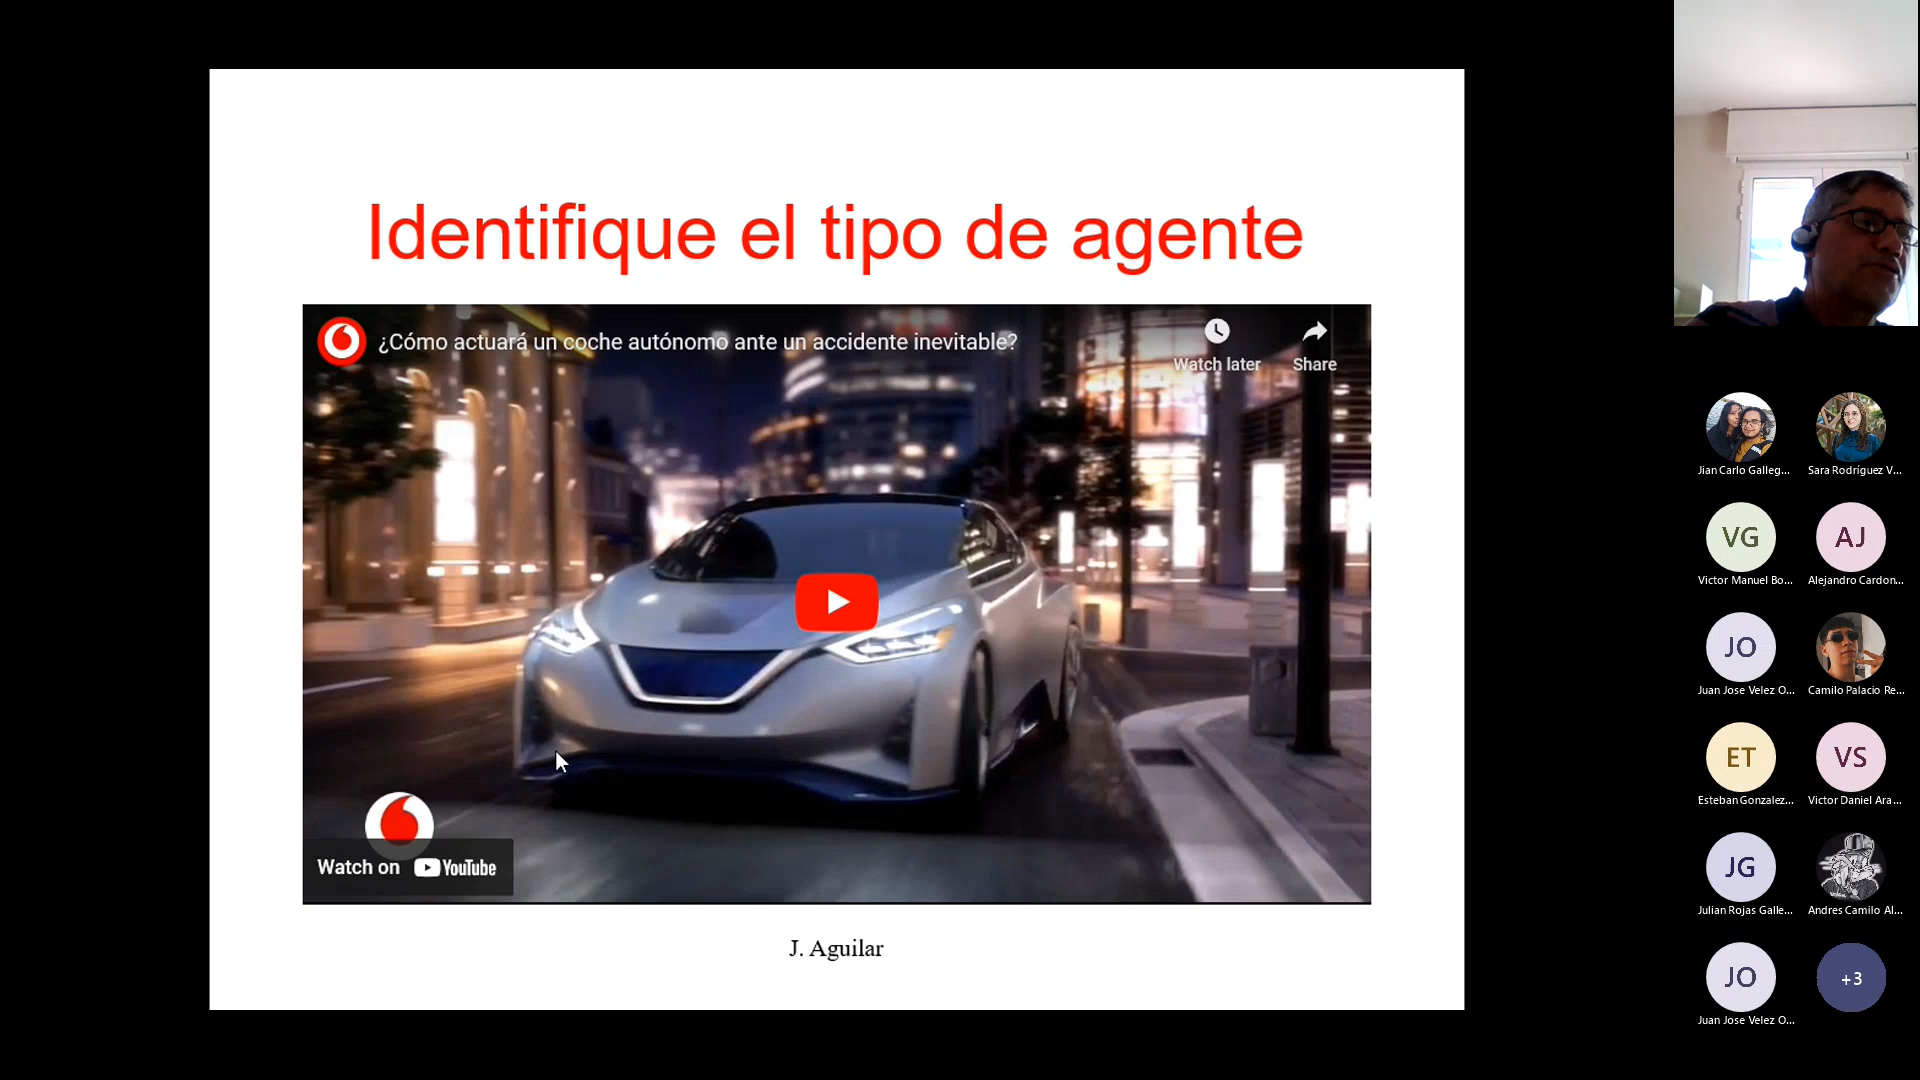 Identifique el tipo de agente
¿Cómo actuará un coche autónomo ante un accidente inevitable?
Watch later
Share
Watch on YouTube
J. Aguilar
Jian Carlo Galleg...
Sara Rodríguez V...
VG
AJ
Victor Manuel Bo...
Alejandro Cardon...
JO
Juan Jose Velez O...
Camilo Palacio Re...
ET
VS
Esteban Gonzalez...
Victor Daniel Ara...
JG
Julian Rojas Galle...
Andres Camilo Al...
JO
+3
Juan Jose Velez O...